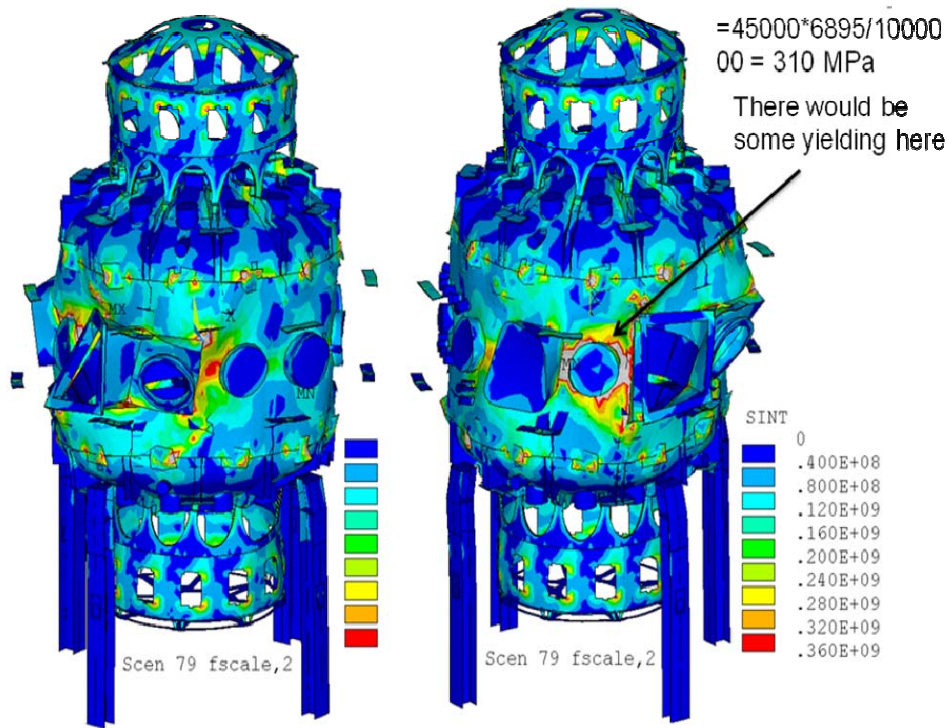 =45000*6895/10000
00 = 310 MPa
There would be
some yielding here
MX
X
MN
SINT
0
.400E+08
.800E+08
.120E+09
.160E+09
.200E+09
.240E+09
.280E+09
.320E+09
.360E+09
Scen 79 fscale,2
Scen 79 fscale,2